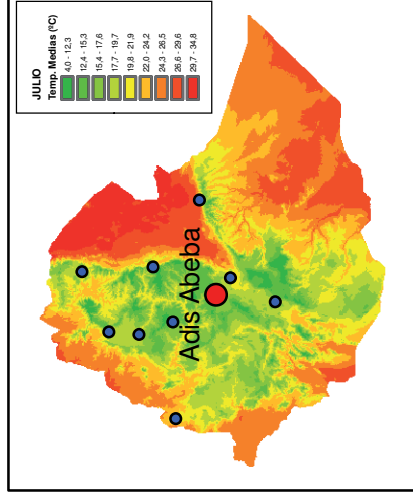 JULIO
Temp. Medias (ºC)
4,0 - 12,3
12,4 - 15,3
15,4 - 17,6
17,7 - 19,7
19,8 - 21,9
22,0 - 24,2
24,3 - 26,5
26,6 - 29,6
29,7 - 34,8
Adis Abeba